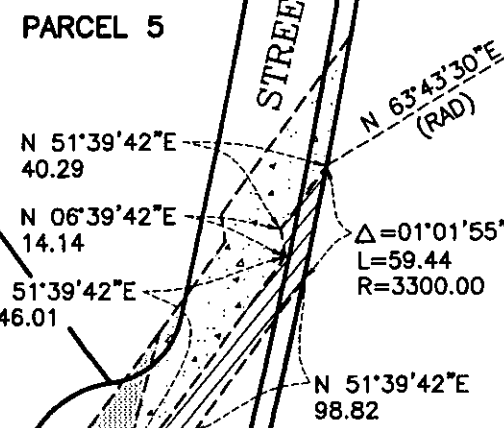 PARCEL 5
STREE
N 63°43'30"E
(RAD)
N 51°39'42"E
40.29
N 06°39'42"E
14.14
51°39'42"E
46.01
Δ=01°01'55"
L=59.44
R=3300.00
N 51°39'42"E
98.82